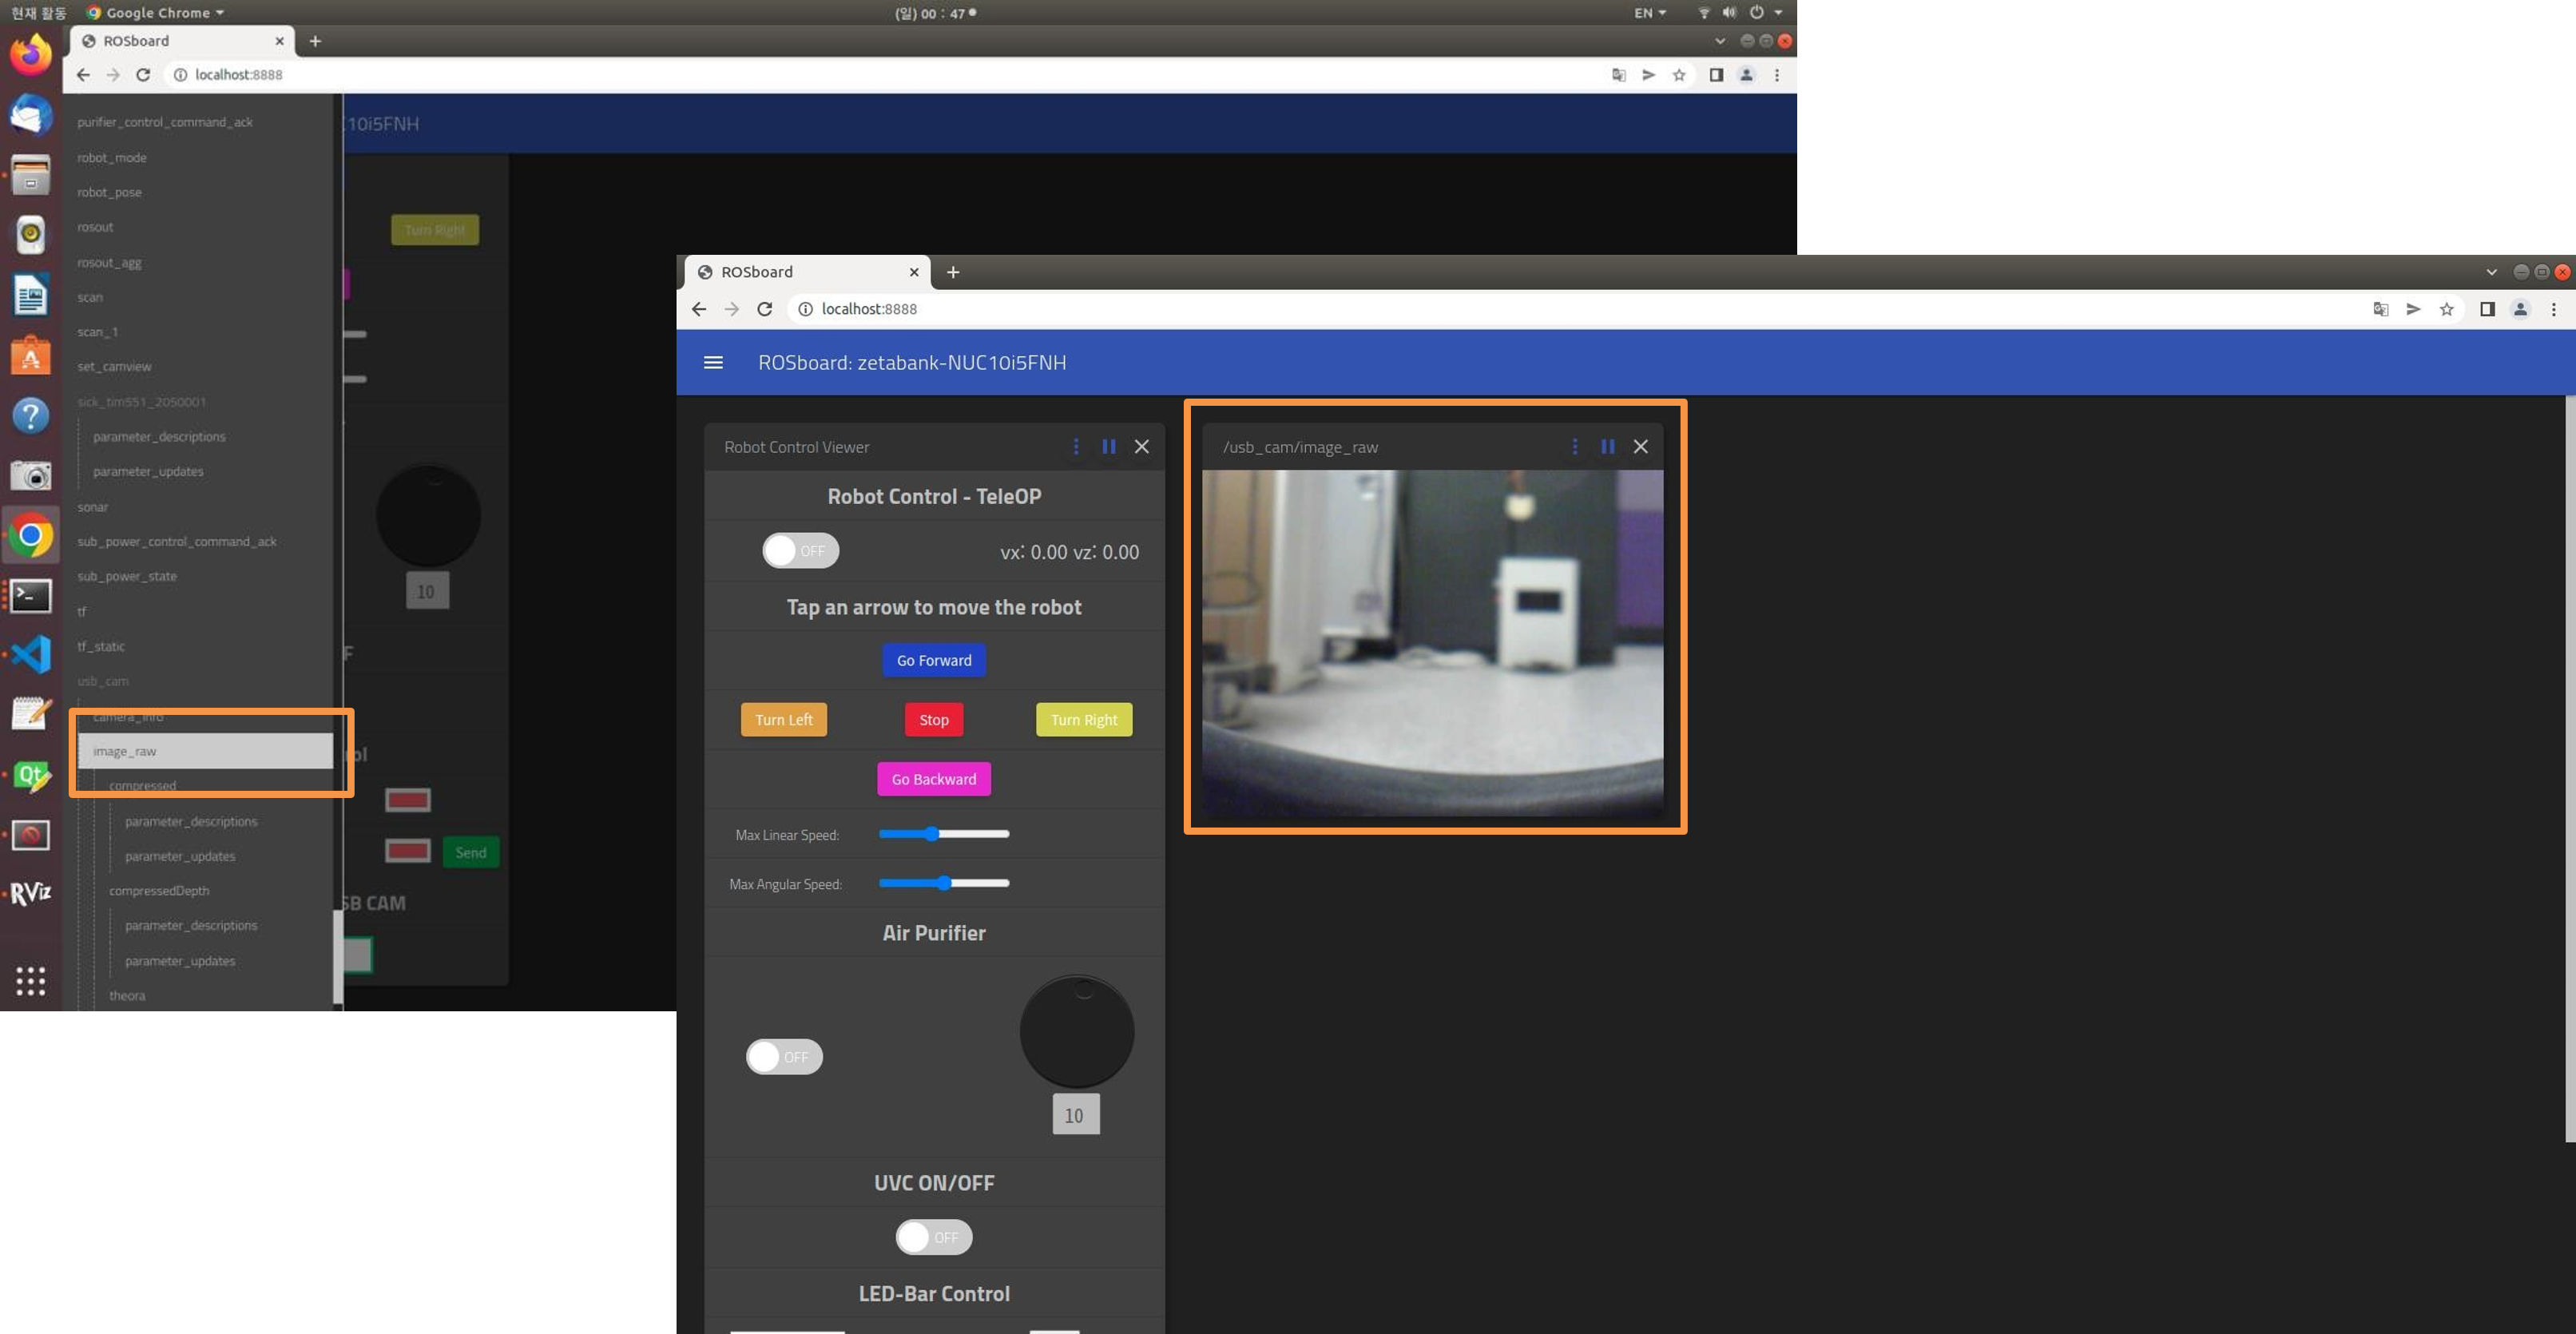 현재 활동
Google Chrome
(일) 00 : 47
EN
ROSboard
localhost:8888
purifier_control_command_ack
10i5FNH
robot_mode
robot_pose
rosout
Turn Right
rosout_agg
scan
scan_1
set_camview
sick_tim551_2050001
parameter_descriptions
parameter_updates
sonar
sub_power_control_command_ack
sub_power_state
10
tf
tf_static
F
usb_cam
camera_info
image_raw
ol
compressed
parameter_descriptions
parameter_updates
Send
compressedDepth
SB CAM
parameter_descriptions
parameter_updates
theora
Qt
RViz
ROSboard
localhost:8888
ROSboard: zetabank-NUC10i5FNH
Robot Control Viewer
Robot Control - TeleOP
OFF
vx: 0.00 vz: 0.00
Tap an arrow to move the robot
Go Forward
Turn Left
Stop
Turn Right
Go Backward
Max Linear Speed:
Max Angular Speed:
Air Purifier
OFF
10
UVC ON/OFF
OFF
LED-Bar Control
/usb_cam/image_raw